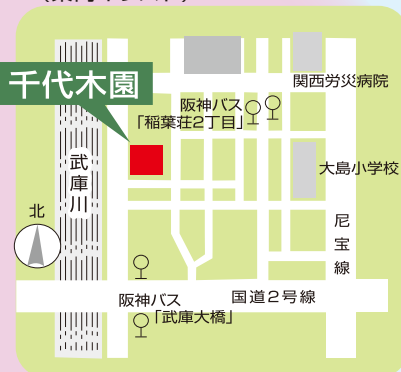 千代木園
関西労災病院
阪神バス
「稲葉荘2丁目」
武庫川
大島小学校
北
尼宝線
阪神バス
「武庫大橋」
国道2号線